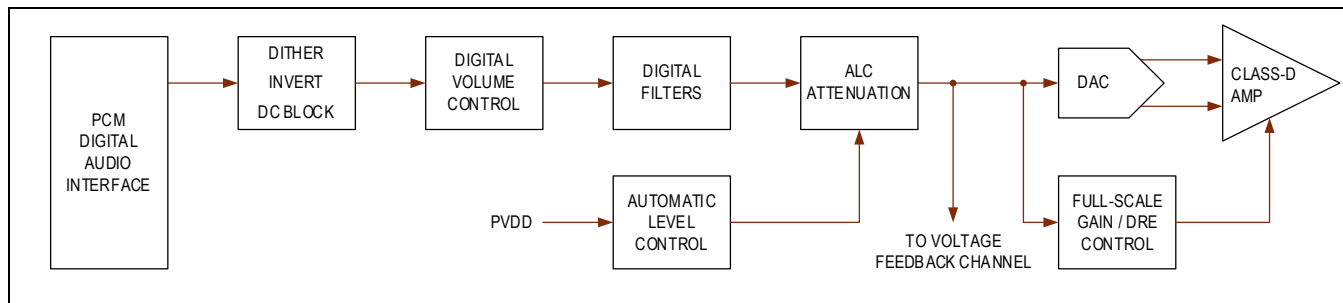 PCM
DIGITAL
AUDIO
INTERFACE
DITHER
INVERT
DC BLOCK
DIGITAL
VOLUME
CONTROL
DIGITAL
FILTERS
ALC
ATTENUATION
DAC
CLASS-D
AMP
PVDD
AUTOMATIC
LEVEL
CONTROL
TO VOLTAGE
FEEDBACK CHANNEL
FULL-SCALE
GAIN / DRE
CONTROL